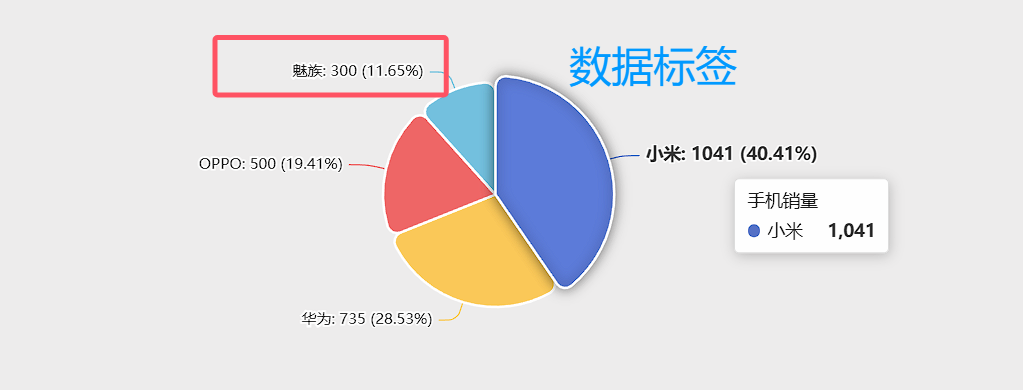 数据标签
魅族: 300 (11.65%)
小米: 1041 (40.41%)
OPPO: 500 (19.41%)
手机销量
小米 1,041
华为: 735 (28.53%)